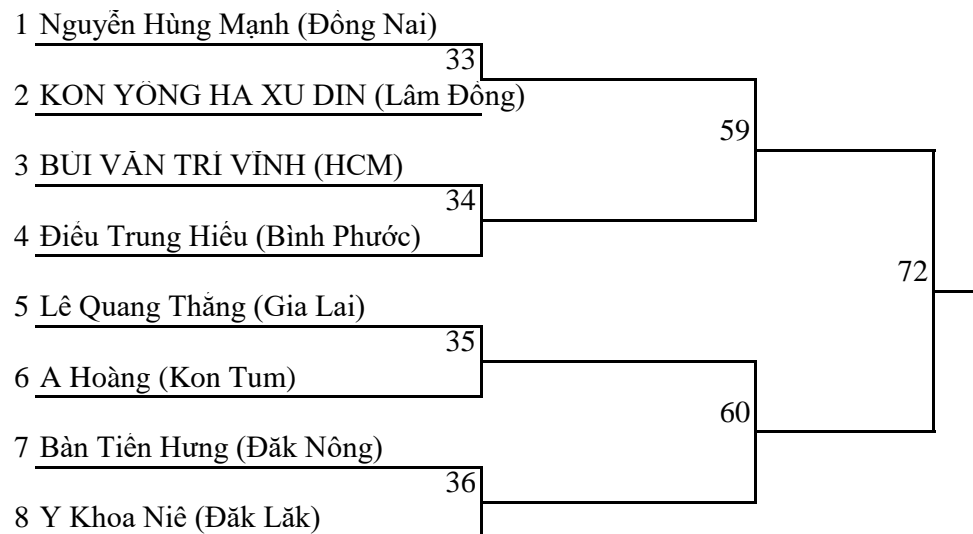 1 Nguyễn Hùng Mạnh (Đồng Nai)
33
2 KON YÔNG HA XU DIN (Lâm Đồng)
59
3 BÙI VĂN TRÍ VĨNH (HCM)
34
4 Điểu Trung Hiếu (Bình Phước)
72
5 Lê Quang Thắng (Gia Lai)
35
6 A Hoàng (Kon Tum)
60
7 Bàn Tiến Hưng (Đăk Nông)
36
8 Y Khoa Niê (Đăk Lăk)